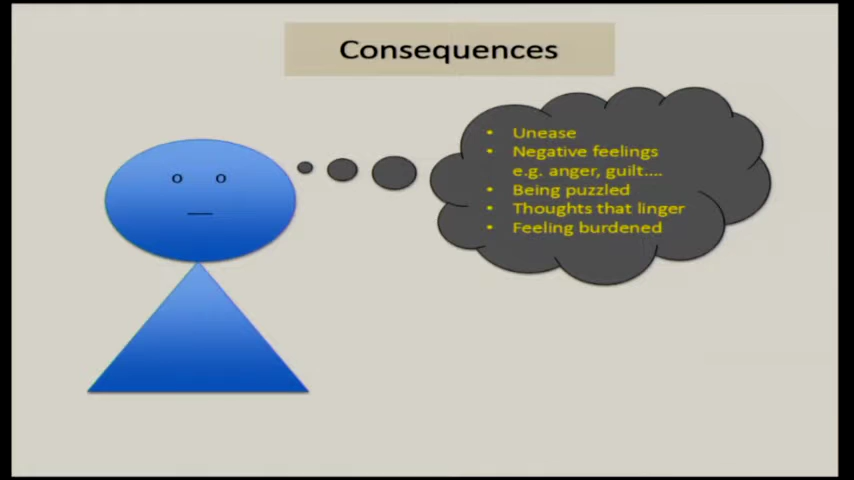 Consequences
• Unease
• Negative feelings
e.g. anger, guilt....
• Being puzzled
• Thoughts that linger
• Feeling burdened